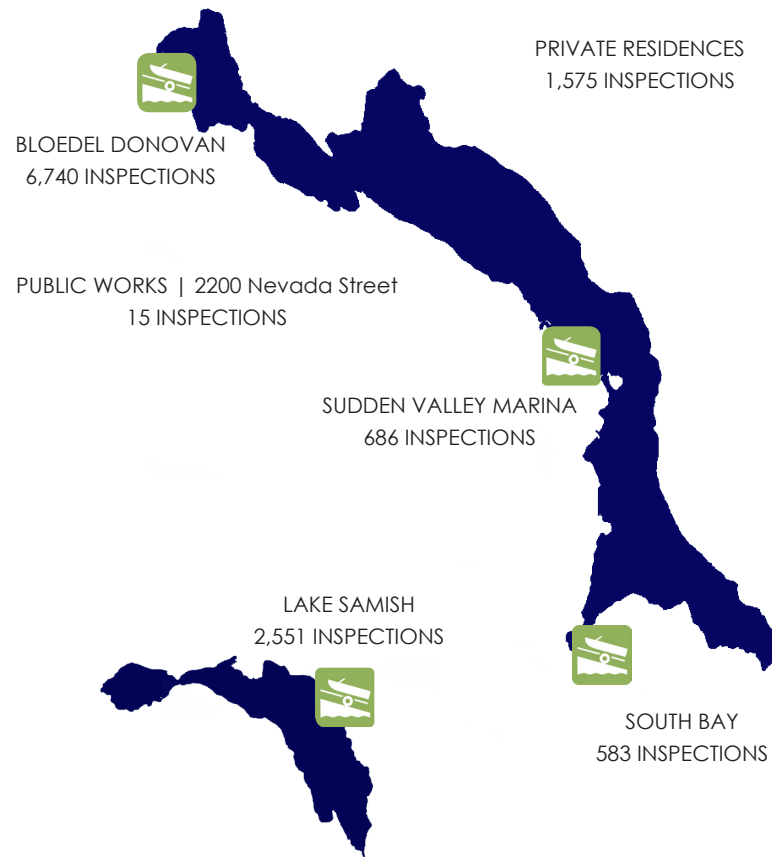 PRIVATE RESIDENCES
1,575 INSPECTIONS
BLOEDEL DONOVAN
6,740 INSPECTIONS
PUBLIC WORKS | 2200 Nevada Street
15 INSPECTIONS
SUDDEN VALLEY MARINA
686 INSPECTIONS
LAKE SAMISH
2,551 INSPECTIONS
SOUTH BAY
583 INSPECTIONS